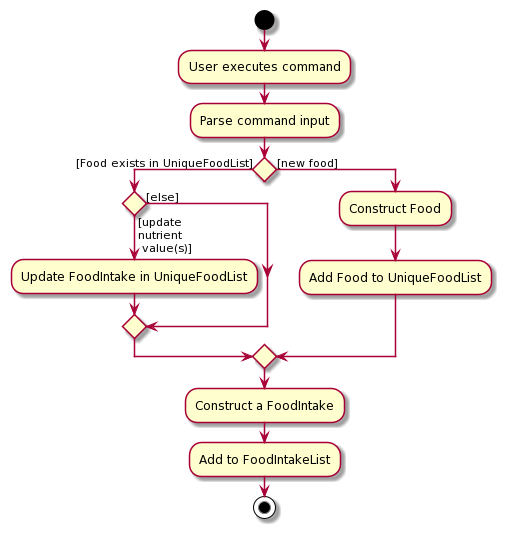 User executes command
Parse command input
[Food exists in UniqueFoodList]
[new food]
[else]
Construct Food
[update
nutrient
value(s)]
Update FoodIntake in UniqueFoodList
Add Food to UniqueFoodList
Construct a FoodIntake
Add to FoodIntakeList